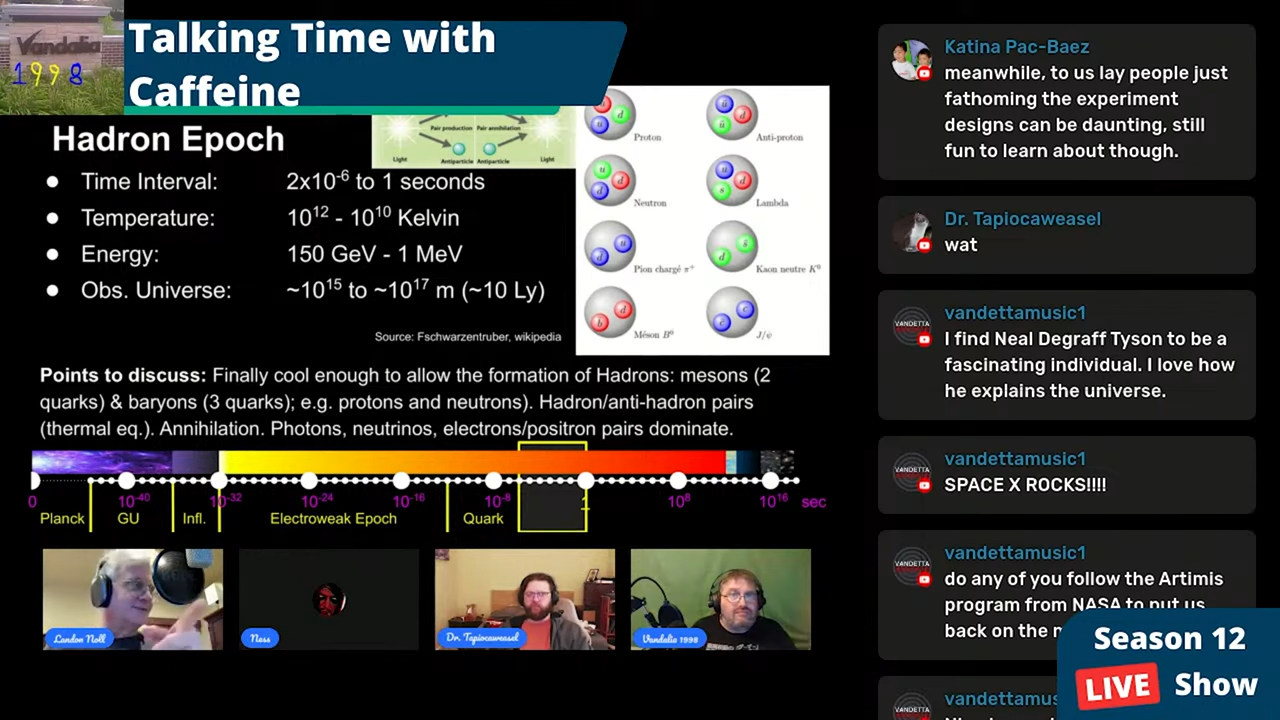 Vandalia
1998
Talking Time with
Caffeine
Hadron Epoch
Pair production
Pair annihilation
Light
Antiparticle
Antiparticle
Light
● Time Interval: 2x10⁻⁶ to 1 seconds
● Temperature: 10¹² - 10¹⁰ Kelvin
● Energy: 150 GeV - 1 MeV
● Obs. Universe: ~10¹⁵ to ~10¹⁷ m (~10 Ly)
Source: Fschwarzentruber, wikipedia
d
u
Proton
ū
d
ū
Anti-proton
u
d
d
Neutron
u
d
s
Lambda
u
d
Pion chargé π⁺
s̄
d
Kaon neutre K⁰
d
b
Méson B⁰
c
c
J/ψ
Points to discuss: Finally cool enough to allow the formation of Hadrons: mesons (2
quarks) & baryons (3 quarks); e.g. protons and neutrons). Hadron/anti-hadron pairs
(thermal eq.). Annihilation. Photons, neutrinos, electrons/positron pairs dominate.
0 10⁻⁴⁰ 10⁻³² 10⁻²⁴ 10⁻¹⁶ 10⁻⁸ 1 10⁸ 10¹⁶ sec
Planck GU Infl. Electroweak Epoch Quark
Landon Noll
Ness
Dr. Tapiocaweasel
Vandalia 1998
Katina Pac-Baez
meanwhile, to us lay people just
fathoming the experiment
designs can be daunting, still
fun to learn about though.
Dr. Tapiocaweasel
wat
VANDETTA
vandettamusic1
I find Neal Degraff Tyson to be a
fascinating individual. I love how
he explains the universe.
VANDETTA
vandettamusic1
SPACE X ROCKS!!!!
VANDETTA
vandettamusic1
do any of you follow the Artimis
program from NASA to put us
back on the
VANDETTA
vandettamus
Season 12
LIVE Show